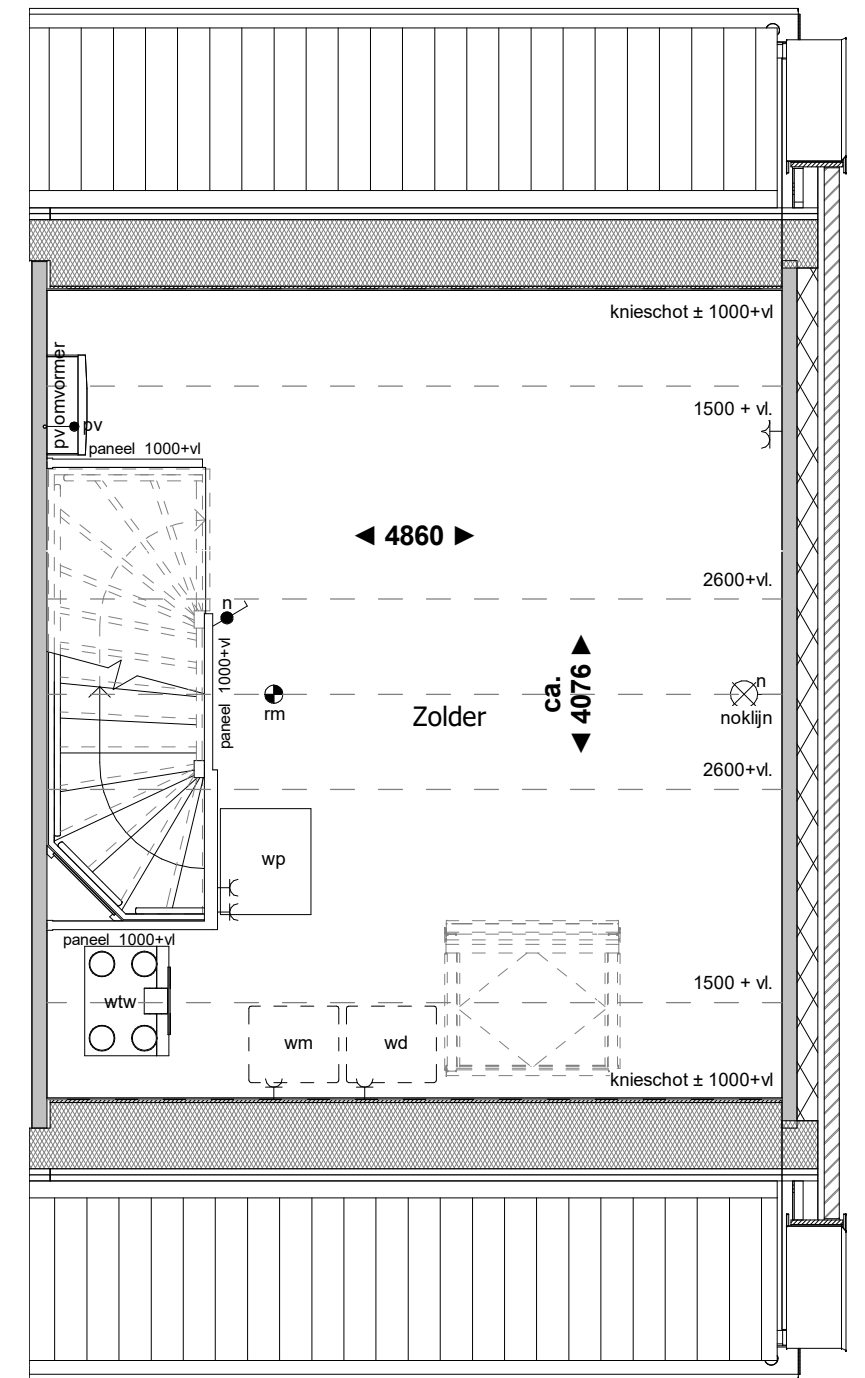 knieschot ± 1000+vl
pv omvormer
pv
1500 + vl.
paneel 1000+vl
◄ 4860 ►
2600+vl.
n
paneel 1000+vl
rm
Zolder
ca.
◄ 4076 ►
n
noklijn
2600+vl.
wp
paneel 1000+vl
wtw
1500 + vl.
wm
wd
knieschot ± 1000+vl